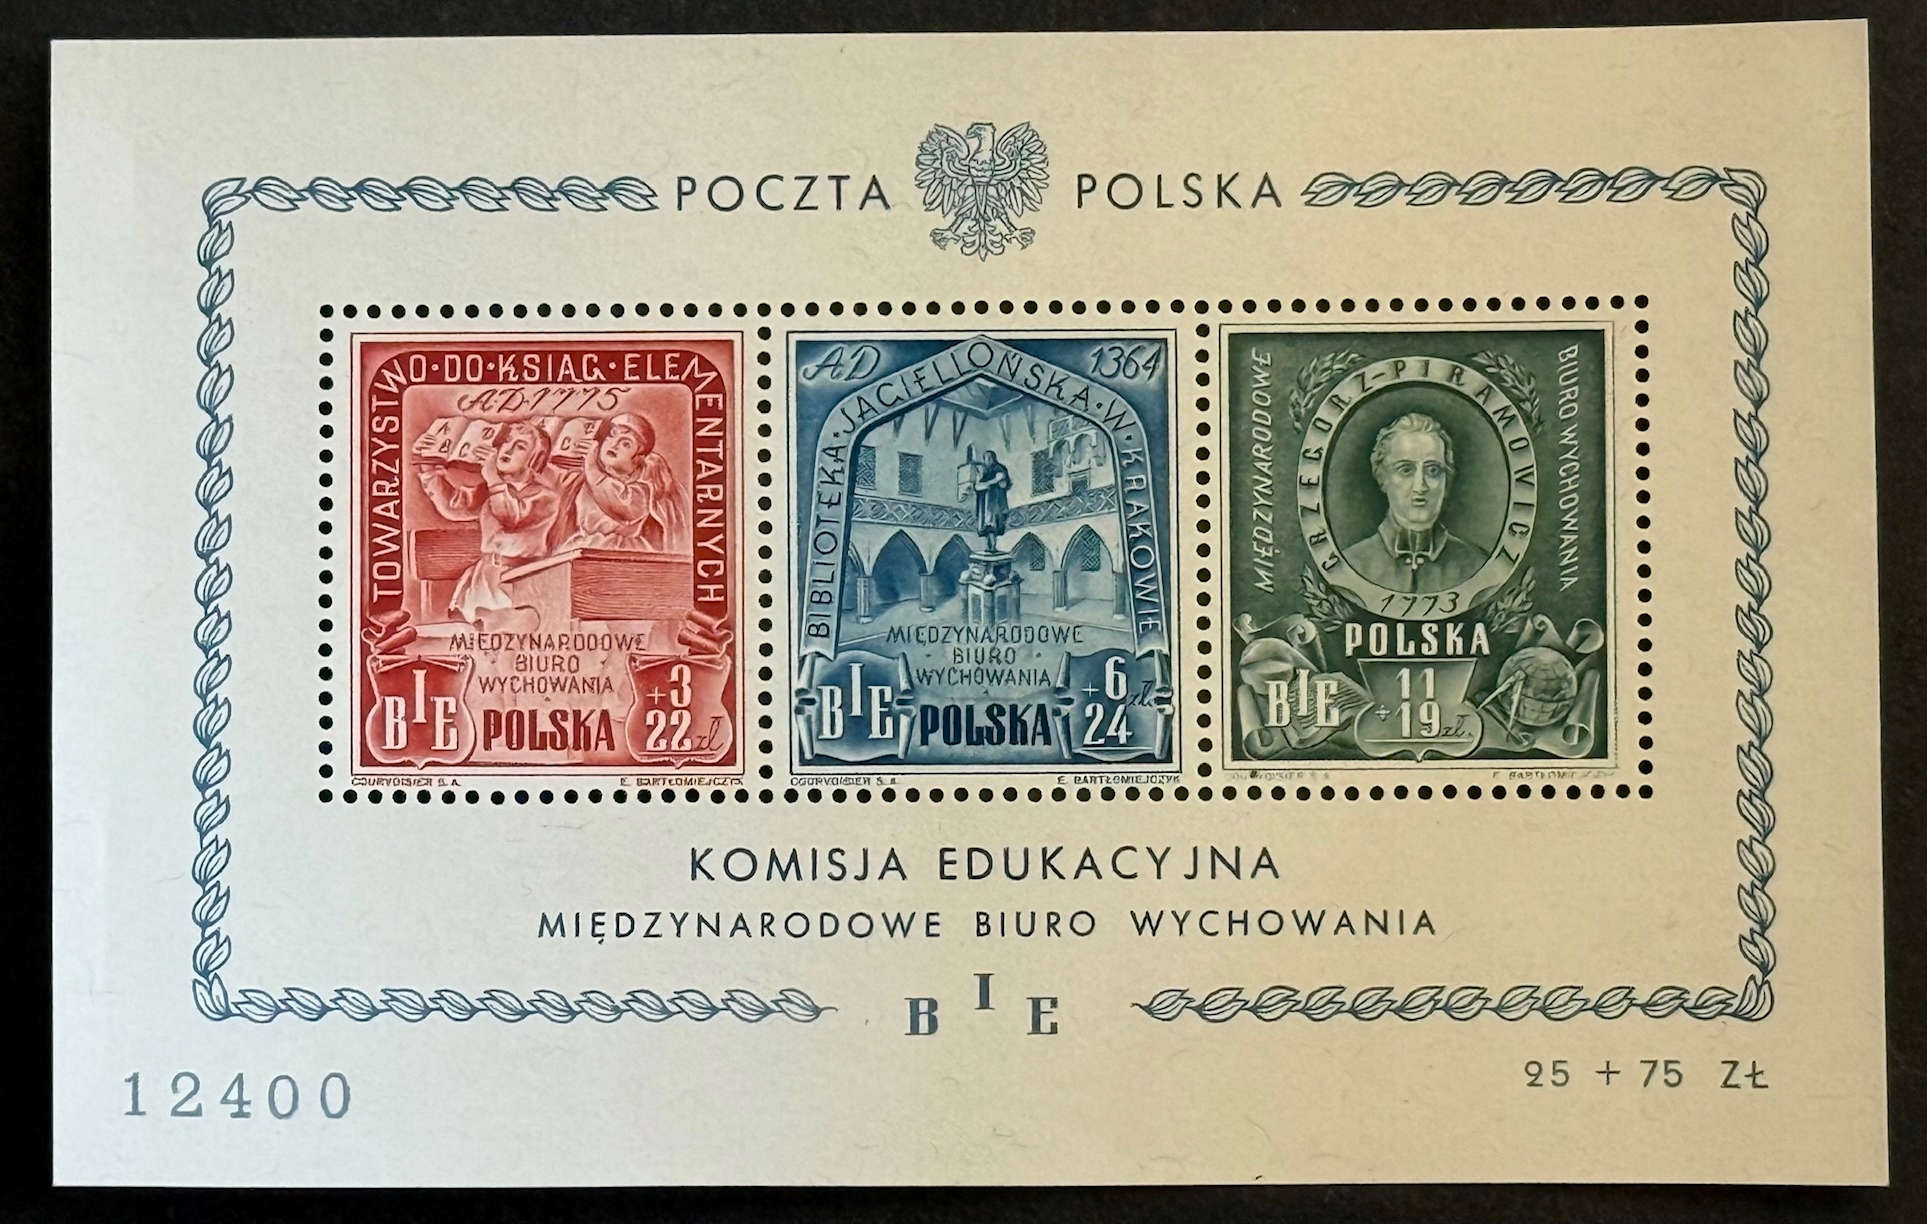 POCZTA POLSKA
TOWARZYSTWO·DO·KSIĄG·ELEMENTARNYCH
A.D. 1775
A B C D
A C
MIĘDZYNARODOWE
BIURO
WYCHOWANIA
BIE
POLSKA
+3
22 zł
COURVOISIER S.A.
E. BARTŁOMIEJCZYK
AD 1364
BIBLIOTEKA·JAGIELLOŃSKA·W·KRAKOWIE
MIĘDZYNARODOWE
BIURO
WYCHOWANIA
BIE
POLSKA
+6
24 zł.
COURVOISIER S.A.
E. BARTŁOMIEJCZYK
MIĘDZYNARODOWE
BIURO WYCHOWANIA
GRZEGORZ-PIRAMOWICZ
1773
POLSKA
BIE
11
+
19 zł.
COURVOISIER S.A.
E. BARTŁOMIEJCZYK
KOMISJA EDUKACYJNA
MIĘDZYNARODOWE BIURO WYCHOWANIA
BIE
12400
25 + 75 ZŁ